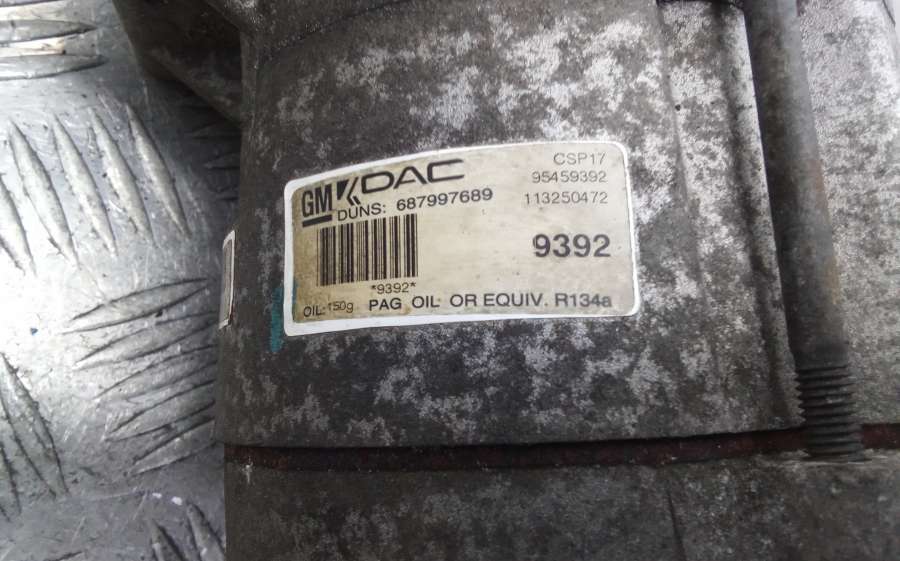 GM DAC
CSP17
95459392
DUNS: 687997689
113250472
9392
*9392*
OIL: 150g PAG OIL OR EQUIV. R134a